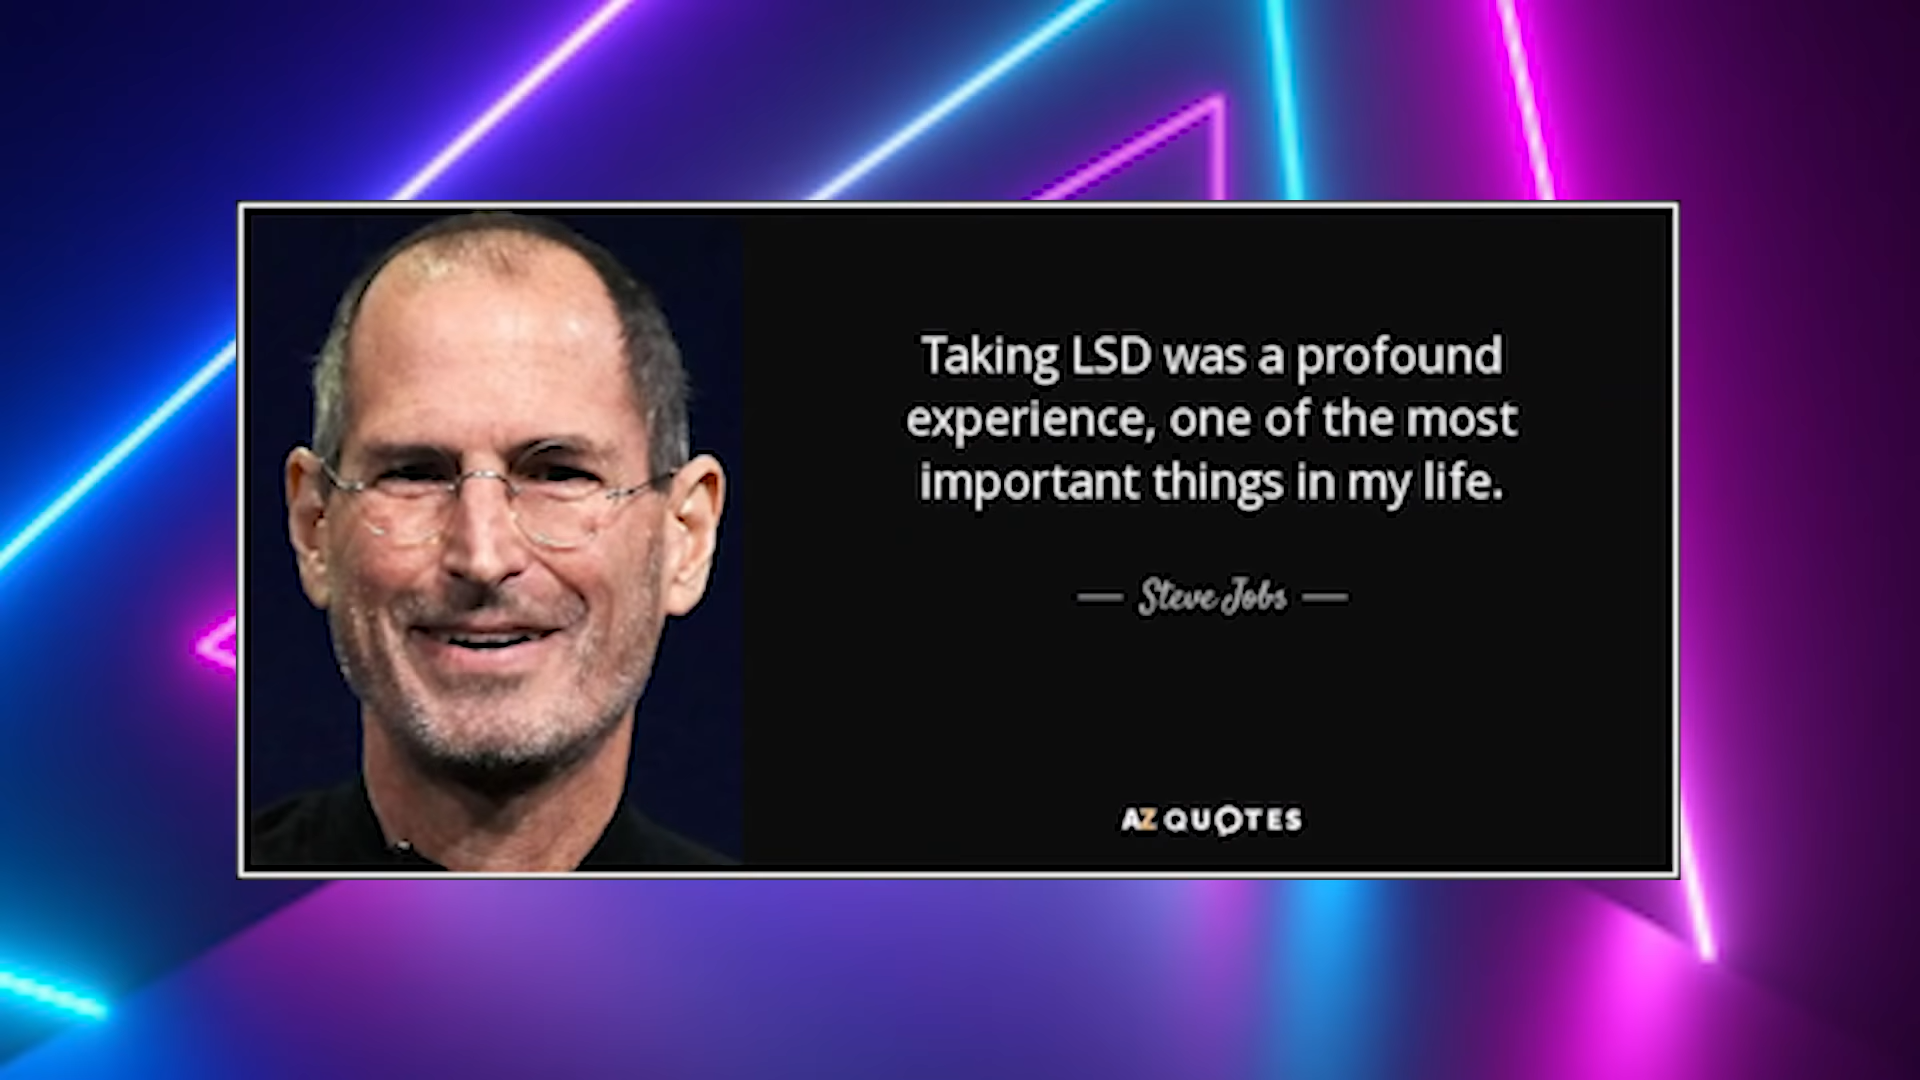 Taking LSD was a profound
experience, one of the most
important things in my life.
— Steve Jobs —
AZ QUOTES